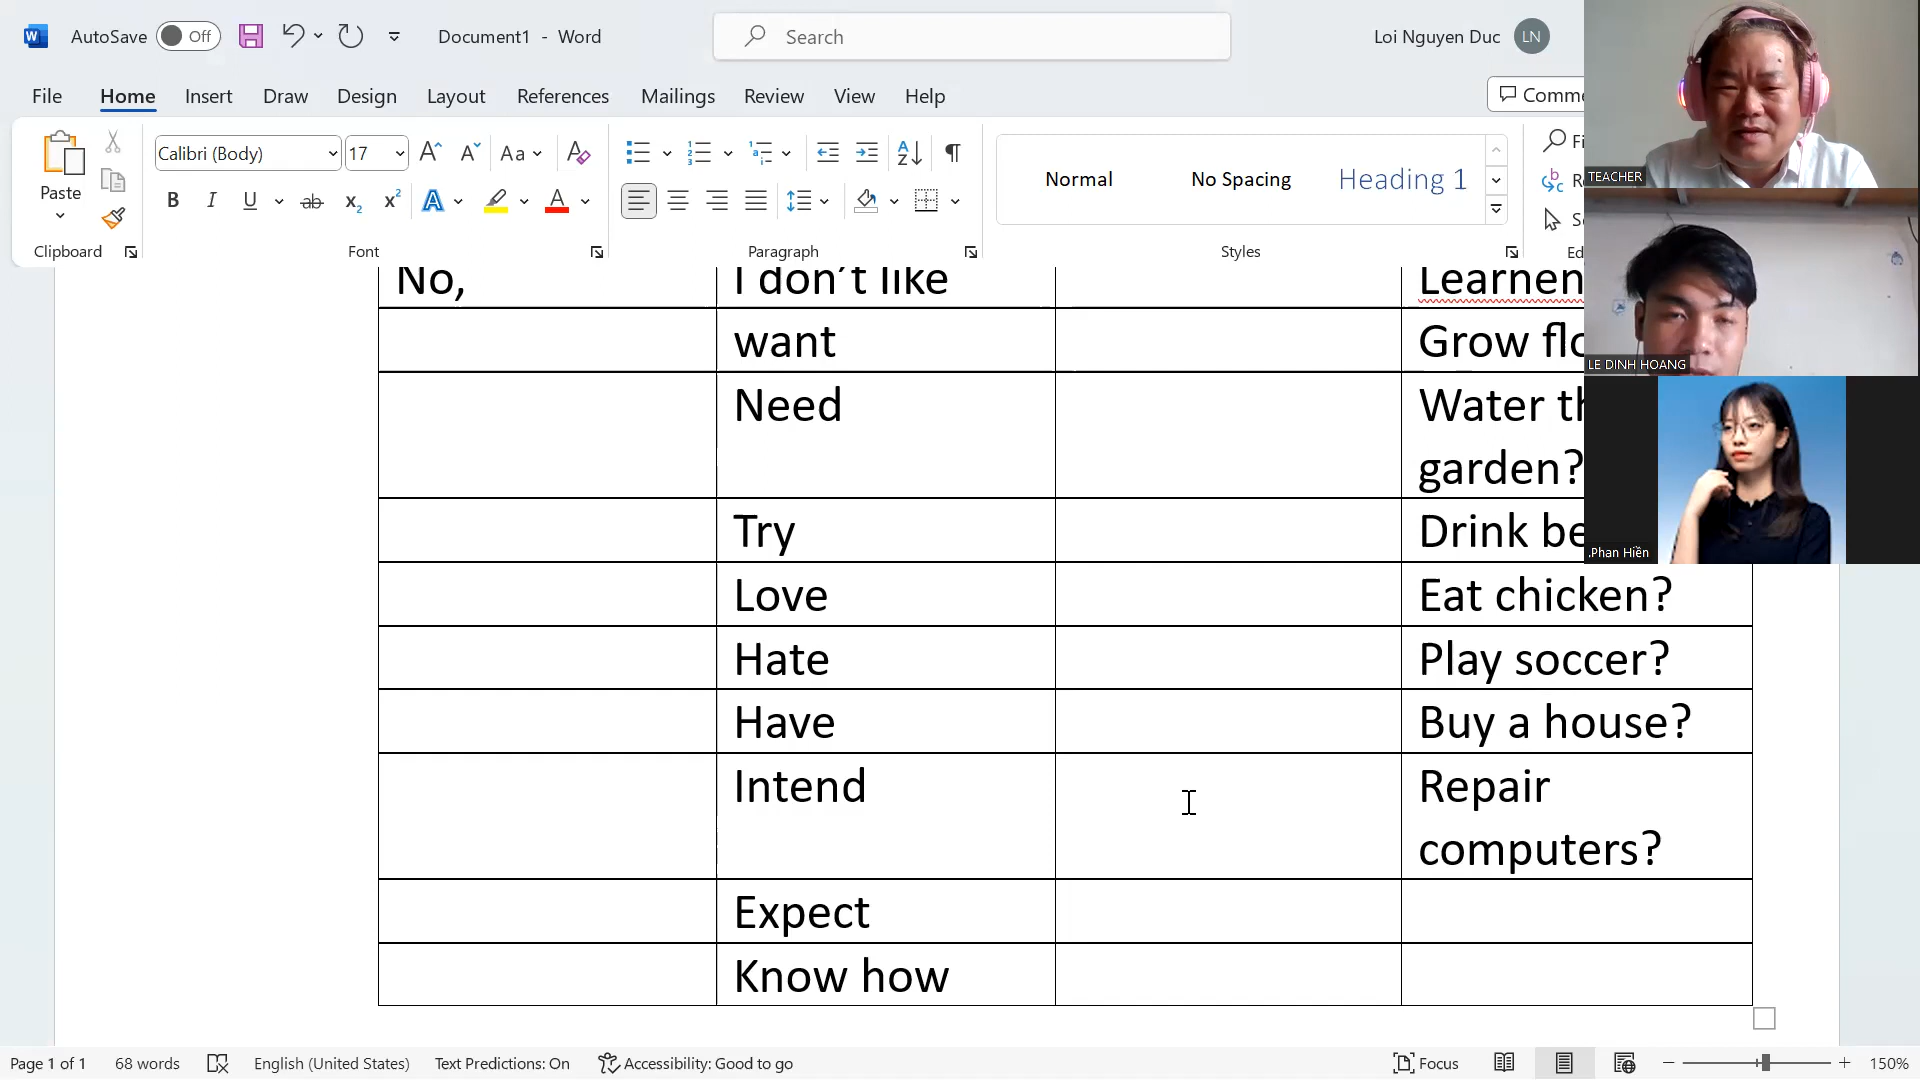 AutoSave Off Document1 - Word Search Loi Nguyen Duc LN
File Home Insert Draw Design Layout References Mailings Review View Help
Calibri (Body) 17 Aa
Paste
B I U ab x2 x2 A A
Normal No Spacing Heading 1
Clipboard Font Paragraph Styles
TEACHER
LE DINH HOANG
.Phan Hiền
No, I don't like
want Grow
Need Water
garden?
Try Drink
Love Eat chicken?
Hate Play soccer?
Have Buy a house?
Intend Repair
computers?
Expect
Know how
Page 1 of 1 68 words English (United States) Text Predictions: On Accessibility: Good to go Focus 150%